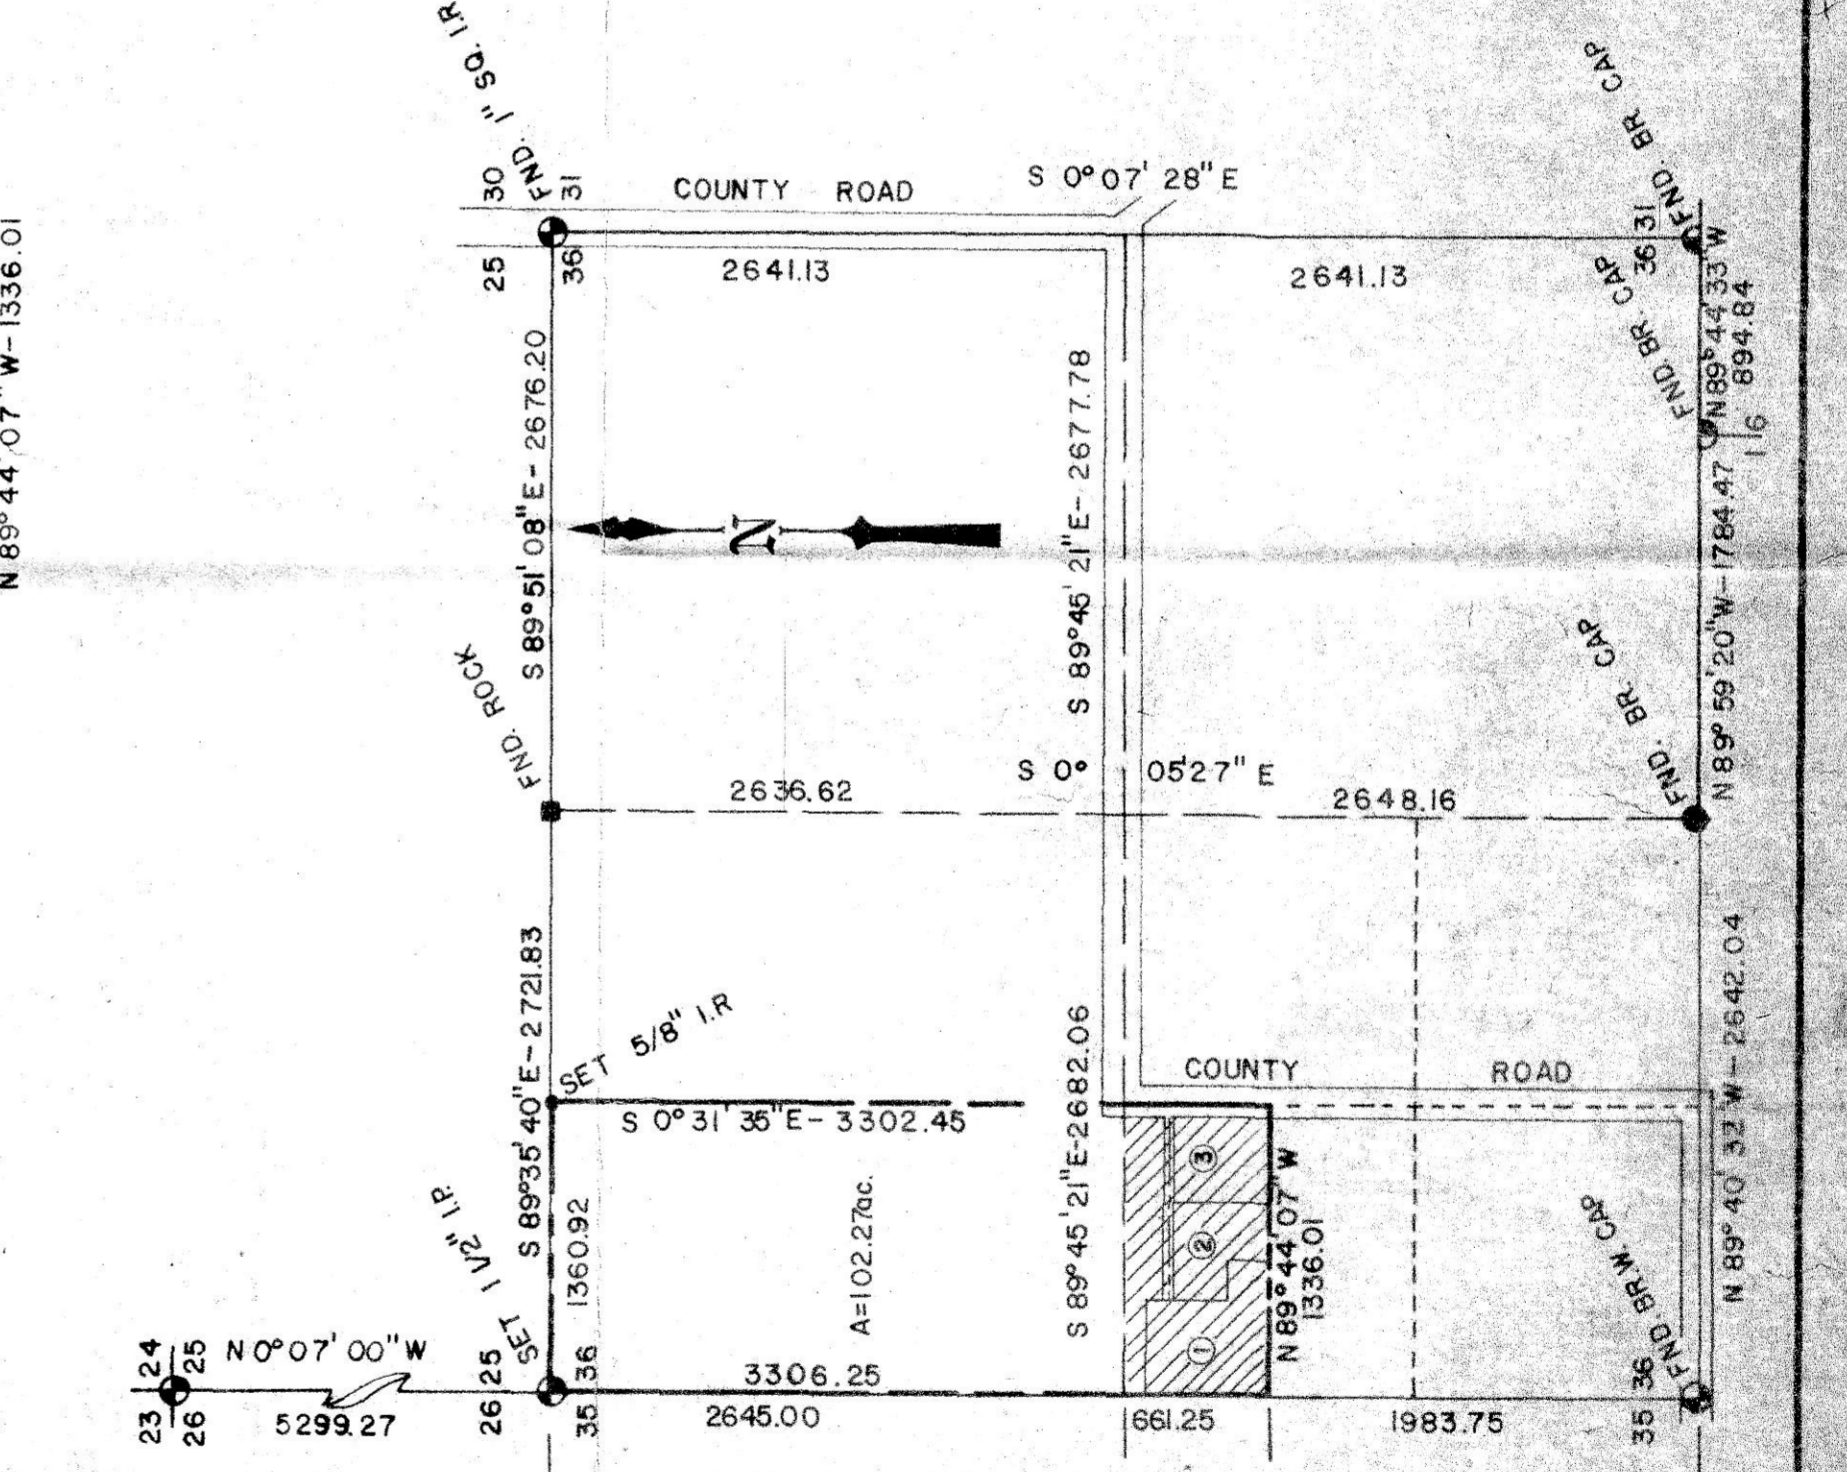 N 89° 44' 07" W-1336.01
FND. 1" SQ. I.R
30
31
25
36
COUNTY ROAD
S 0° 07' 28" E
FND. BR. CAP
36 31
2641.13
2641.13
FND. BR. CAP
N 89° 44' 33" W
894.84
1 6
S 89° 51' 08" E- 2676.20
S 89° 45' 21" E- 2677.78
N
FND. ROCK
FND. BR. CAP
N 89° 59' 20" W-1784.47
S 0° 05' 27" E
2636.62
2648.16
S 89° 35' 40" E- 2721.83
SET 5/8" I.R
S 0° 31' 35" E- 3302.45
COUNTY ROAD
S 89° 45' 21" E-2682.06
N 89° 40' 32" W- 2642.04
3
2
1
N 89° 44' 07" W
1336.01
SET 1 1/2" I.P.
1360.92
A=102.27ac.
FND. BR.W. CAP
24
25
23
26
N 0° 07' 00" W
5299.27
26 25
35 36
3306.25
2645.00
661.25
1983.75
35 36